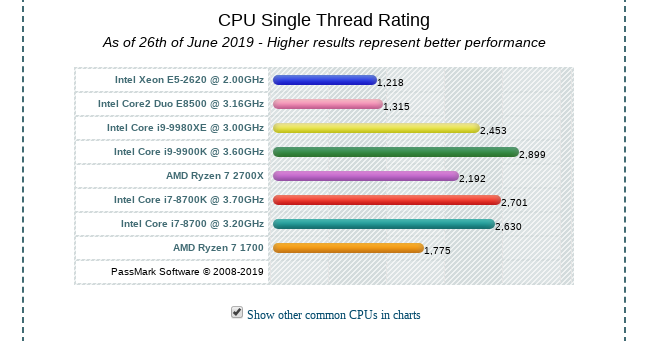 CPU Single Thread Rating
As of 26th of June 2019 - Higher results represent better performance
Intel Xeon E5-2620 @ 2.00GHz 1,218
Intel Core2 Duo E8500 @ 3.16GHz 1,315
Intel Core i9-9980XE @ 3.00GHz 2,453
Intel Core i9-9900K @ 3.60GHz 2,899
AMD Ryzen 7 2700X 2,192
Intel Core i7-8700K @ 3.70GHz 2,701
Intel Core i7-8700 @ 3.20GHz 2,630
AMD Ryzen 7 1700 1,775
PassMark Software © 2008-2019
Show other common CPUs in charts